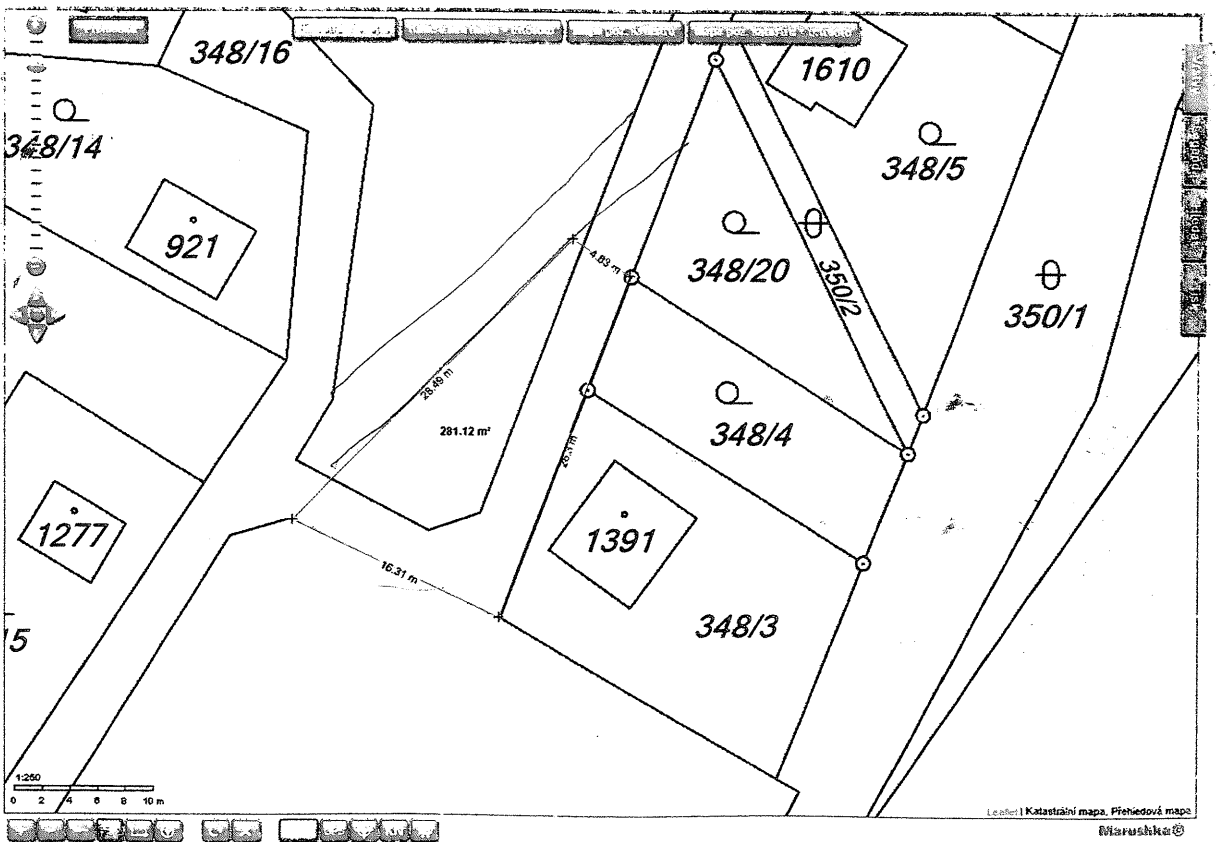 348/16
1610
348/14
348/5
921
4.83 m
348/20
350/2
350/1
28.49 m
348/4
281.12 m²
1277
1391
16.31 m
348/3
1:250
0 2 4 6 8 10 m
Leaflet | Katastrální mapa, Přehledová mapa
Marushka®